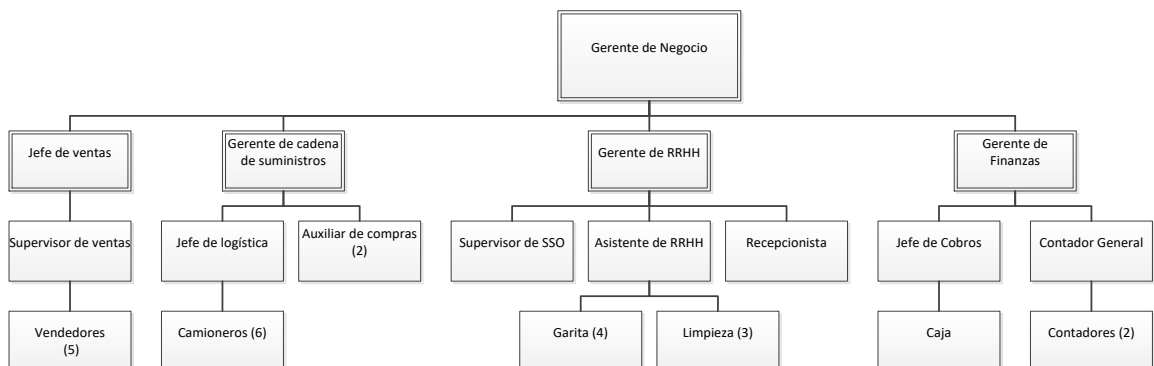 Gerente de Negocio
Jefe de ventas
Gerente de cadena
de suministros
Gerente de RRHH
Gerente de
Finanzas
Supervisor de ventas
Jefe de logística
Auxiliar de compras
(2)
Supervisor de SSO
Asistente de RRHH
Recepcionista
Jefe de Cobros
Contador General
Vendedores
(5)
Camioneros (6)
Garita (4)
Limpieza (3)
Caja
Contadores (2)